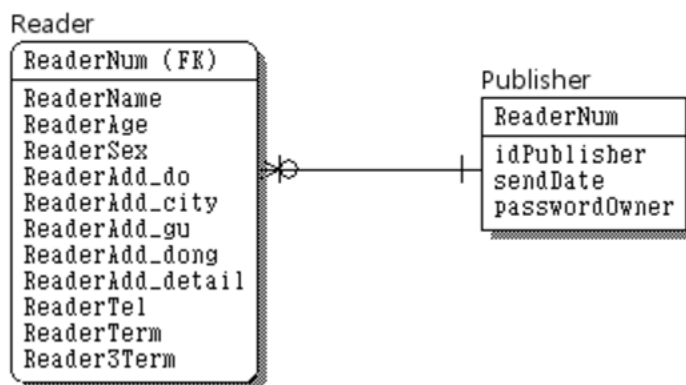 Reader
ReaderNum (FK)
ReaderName
ReaderAge
ReaderSex
ReaderAdd_do
ReaderAdd_city
ReaderAdd_gu
ReaderAdd_dong
ReaderAdd_detail
ReaderTel
ReaderTerm
Reader3Term
Publisher
ReaderNum
idPublisher
sendDate
passwordOwner